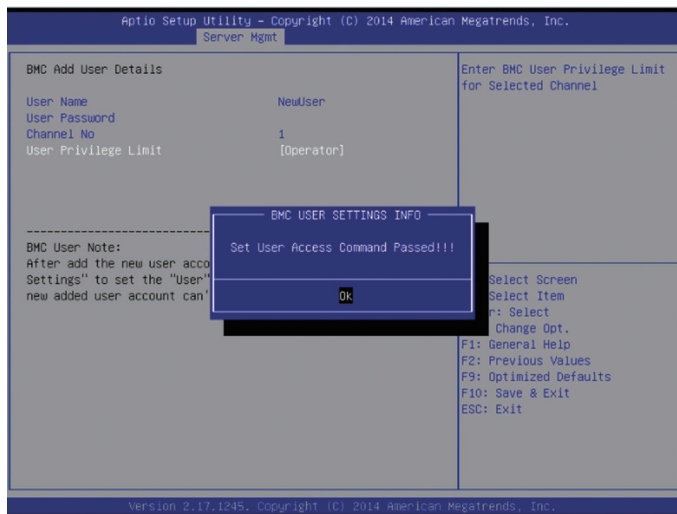 Aptio Setup Utility – Copyright (C) 2014 American Megatrends, Inc.
Server Mgmt
BMC Add User Details
User Name NewUser
User Password
Channel No 1
User Privilege Limit [Operator]
BMC User Note:
After add the new user acco
Settings" to set the "User"
new added user account can'
BMC USER SETTINGS INFO
Set User Access Command Passed!!!
Ok
Enter BMC User Privilege Limit
for Selected Channel
Select Screen
Select Item
r: Select
Change Opt.
F1: General Help
F2: Previous Values
F9: Optimized Defaults
F10: Save & Exit
ESC: Exit
Version 2.17.1245. Copyright (C) 2014 American Megatrends, Inc.